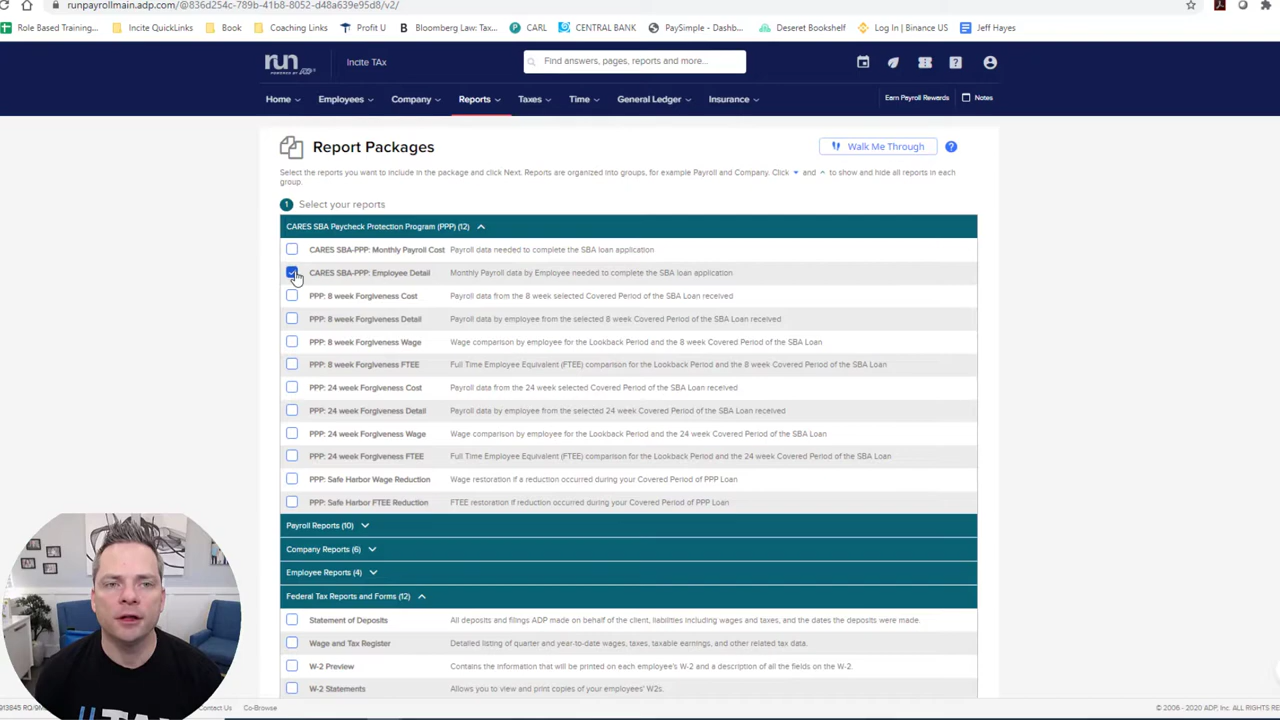 runpayrollmain.adp.com/@836d254c-789b-41b8-8052-d48a639e95d8/v2/
Role Based Training... Incite QuickLinks Book Coaching Links Profit U Bloomberg Law: Tax... CARL CENTRAL BANK PaySimple - Dashb... Deseret Bookshelf Log In | Binance US Jeff Hayes
run Incite TAx Find answers, pages, reports and more...
POWERED BY ADP
Home Employees Company Reports Taxes Time General Ledger Insurance Earn Payroll Rewards Notes
Report Packages Walk Me Through ?
Select the reports you want to include in the package and click Next. Reports are organized into groups, for example Payroll and Company. Click and to show and hide all reports in each
group.
1 Select your reports
CARES SBA Paycheck Protection Program (PPP) (12)
CARES SBA-PPP: Monthly Payroll Cost Payroll data needed to complete the SBA loan application
CARES SBA-PPP: Employee Detail Monthly Payroll data by Employee needed to complete the SBA loan application
PPP: 8 week Forgiveness Cost Payroll data from the 8 week selected Covered Period of the SBA Loan received
PPP: 8 week Forgiveness Detail Payroll data by employee from the selected 8 week Covered Period of the SBA Loan received
PPP: 8 week Forgiveness Wage Wage comparison by employee for the Lookback Period and the 8 week Covered Period of the SBA Loan
PPP: 8 week Forgiveness FTEE Full Time Employee Equivalent (FTEE) comparison for the Lookback Period and the 8 week Covered Period of the SBA Loan
PPP: 24 week Forgiveness Cost Payroll data from the 24 week selected Covered Period of the SBA Loan received
PPP: 24 week Forgiveness Detail Payroll data by employee from the selected 24 week Covered Period of the SBA Loan received
PPP: 24 week Forgiveness Wage Wage comparison by employee for the Lookback Period and the 24 week Covered Period of the SBA Loan
PPP: 24 week Forgiveness FTEE Full Time Employee Equivalent (FTEE) comparison for the Lookback Period and the 24 week Covered Period of the SBA Loan
PPP: Safe Harbor Wage Reduction Wage restoration if a reduction occurred during your Covered Period of PPP Loan
PPP: Safe Harbor FTEE Reduction FTEE restoration if reduction occurred during your Covered Period of PPP Loan
Payroll Reports (10)
Company Reports (6)
Employee Reports (4)
Federal Tax Reports and Forms (12)
Statement of Deposits All deposits and filings ADP made on behalf of the client, liabilities including wages and taxes, and the dates the deposits were made.
Wage and Tax Register Detailed listing of quarter and year-to-date wages, taxes, taxable earnings, and other related tax data.
W-2 Preview Contains the information that will be printed on each employee's W-2 and a description of all the fields on the W-2.
W-2 Statements Allows you to view and print copies of your employees' W2s.
Contact Us Co-Browse © 2006 - 2020 ADP, Inc. ALL RIGHTS